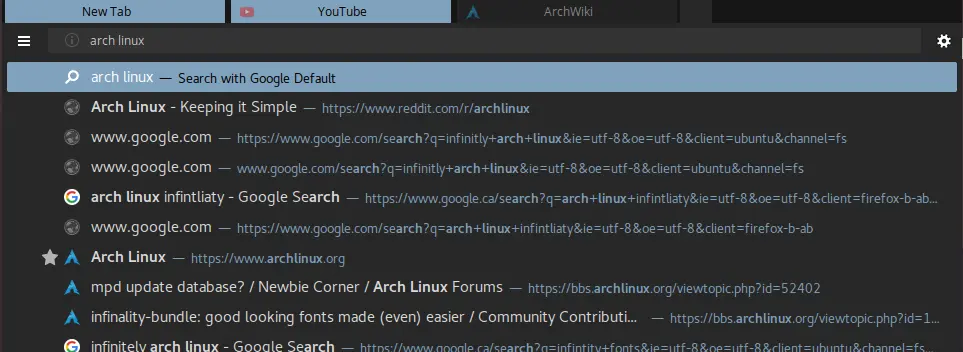 New Tab YouTube ArchWiki
arch linux
arch linux — Search with Google Default
Arch Linux - Keeping it Simple — https://www.reddit.com/r/archlinux
www.google.com — https://www.google.com/search?q=infinitly+arch+linux&ie=utf-8&oe=utf-8&client=ubuntu&channel=fs
www.google.com — www.google.com/search?q=infinitly+arch+linux&ie=utf-8&oe=utf-8&client=ubuntu&channel=fs
arch linux infintliaty - Google Search — https://www.google.ca/search?q=arch+linux+infintliaty&ie=utf-8&oe=utf-8&client=firefox-b-ab...
www.google.com — https://www.google.com/search?q=arch+linux+infintliaty&ie=utf-8&oe=utf-8&client=firefox-b-ab
Arch Linux — https://www.archlinux.org
mpd update database? / Newbie Corner / Arch Linux Forums — https://bbs.archlinux.org/viewtopic.php?id=52402
infinality-bundle: good looking fonts made (even) easier / Community Contributi... — https://bbs.archlinux.org/viewtopic.php?id=1...
infinitely arch linux - Google Search — https://www.google.ca/search?q=infintity+fonts&ie=utf-8&oe=utf-8&client=firefox-b-ab...